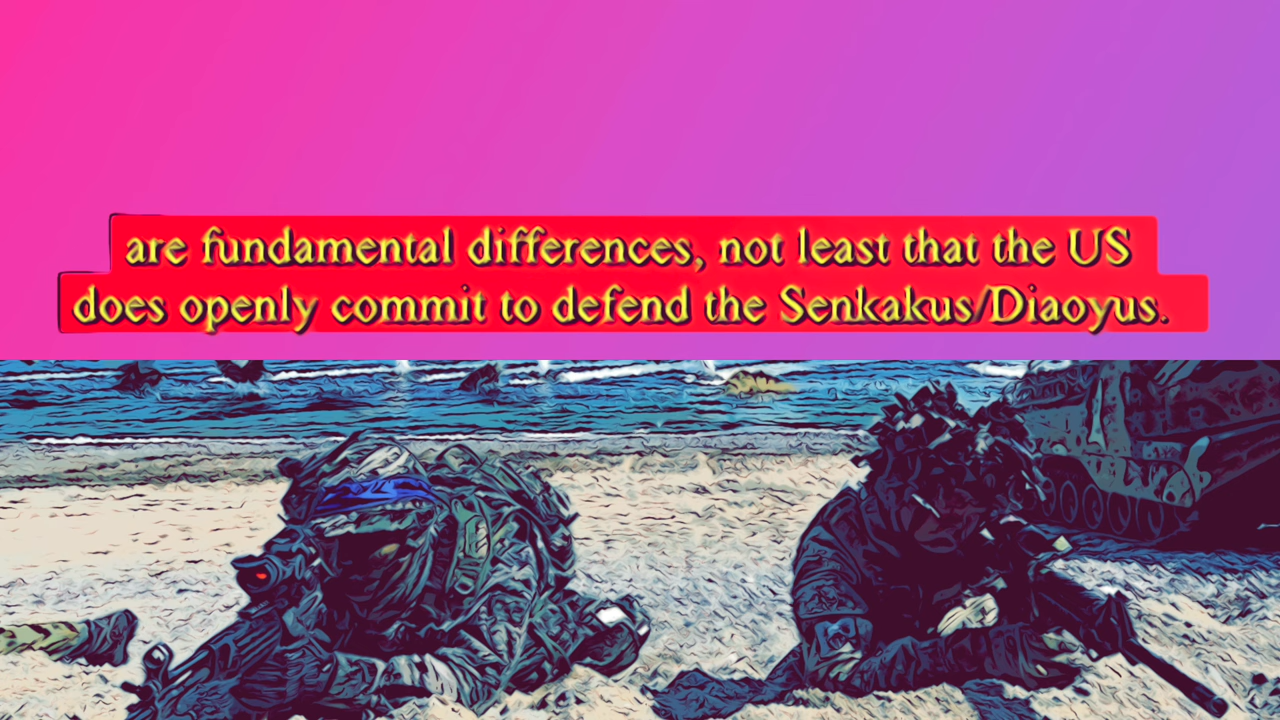 are fundamental differences, not least that the US
does openly commit to defend the Senkakus/Diaoyus.